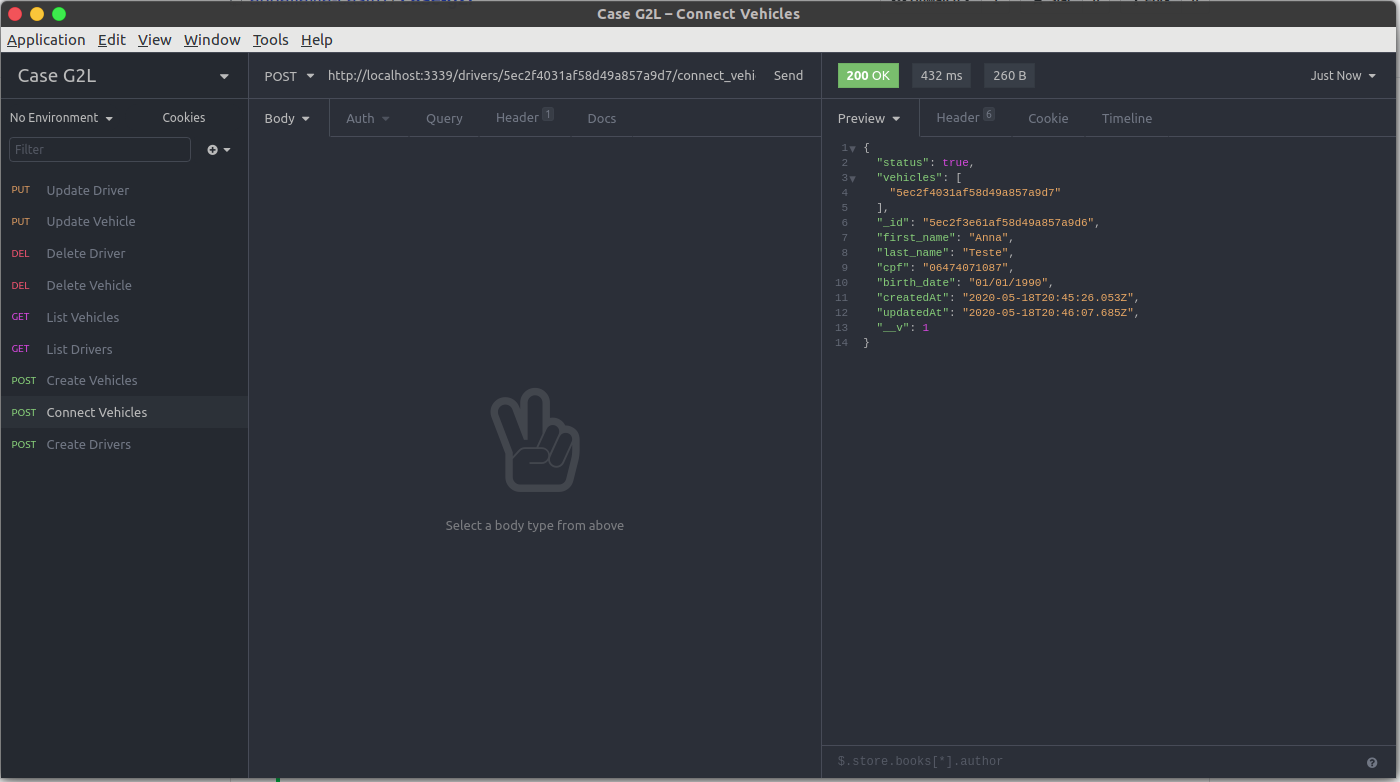 Case G2L – Connect Vehicles
Application Edit View Window Tools Help
Case G2L
POST http://localhost:3339/drivers/5ec2f4031af58d49a857a9d7/connect_vehi Send
200 OK 432 ms 260 B Just Now
No Environment Cookies
Body Auth Query Header 1 Docs
Preview Header 6 Cookie Timeline
Filter
PUT Update Driver
PUT Update Vehicle
DEL Delete Driver
DEL Delete Vehicle
GET List Vehicles
GET List Drivers
POST Create Vehicles
POST Connect Vehicles
POST Create Drivers
Select a body type from above
1 {
2 "status": true,
3 "vehicles": [
4 "5ec2f4031af58d49a857a9d7"
5 ],
6 "_id": "5ec2f3e61af58d49a857a9d6",
7 "first_name": "Anna",
8 "last_name": "Teste",
9 "cpf": "06474071087",
10 "birth_date": "01/01/1990",
11 "createdAt": "2020-05-18T20:45:26.053Z",
12 "updatedAt": "2020-05-18T20:46:07.685Z",
13 "__v": 1
14 }
$.store.books[*].author